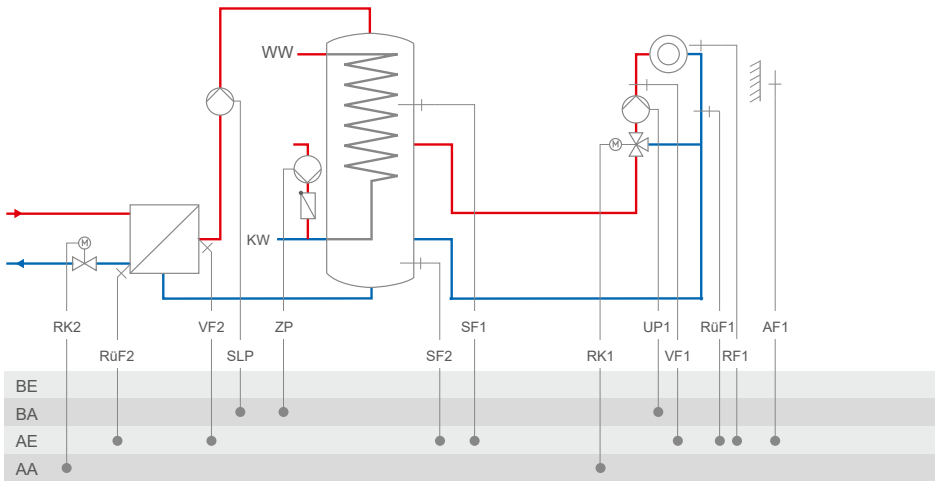 WW
M
KW
M
RK2
VF2
ZP
SF1
UP1
RüF1
AF1
RüF2
SLP
SF2
RK1
VF1
RF1
BE
BA
AE
AA